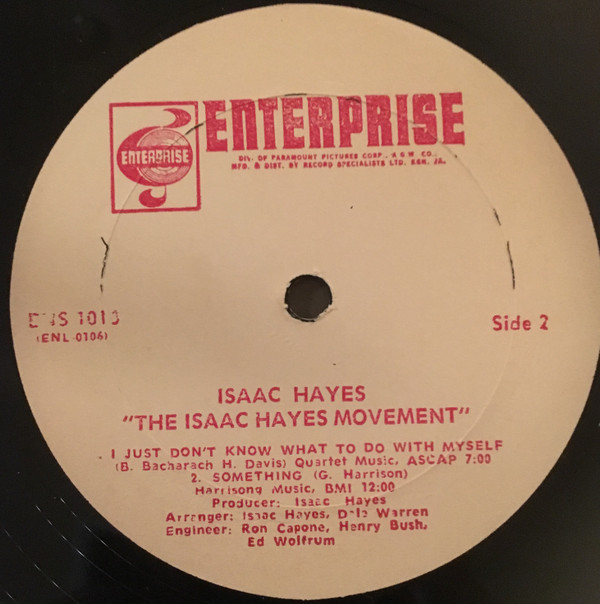 ENTERPRISE
ENTERPRISE
DIV. OF PARAMOUNT PICTURES CORP., A G.W. CO.,
MFD. & DIST. BY RECORD SPECIALISTS LTD. KGN. JA.
ENS 1010
(ENL-0106)
Side 2
ISAAC HAYES
"THE ISAAC HAYES MOVEMENT"
. I JUST DON'T KNOW WHAT TO DO WITH MYSELF
(B. Bacharach H. Davis) Quartet Music, ASCAP 7:00
2. SOMETHING (G. Harrison)
Harrisong Music, BMI 12:00
Producer: Isaac Hayes
Arranger: Isaac Hayes, Dale Warren
Engineer: Ron Capone, Henry Bush,
Ed Wolfrum